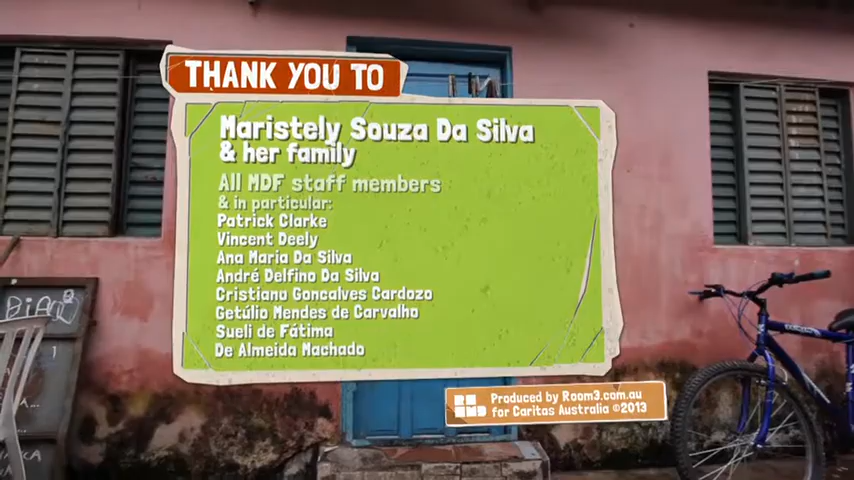 THANK YOU TO
Maristely Souza Da Silva
& her family
All MDF staff members
& in particular:
Patrick Clarke
Vincent Deely
Ana Maria Da Silva
André Delfino Da Silva
Cristiano Goncalves Cardozo
Getúlio Mendes de Carvalho
Sueli de Fátima
De Almeida Machado
Produced by Room3.com.au
for Caritas Australia ©2013